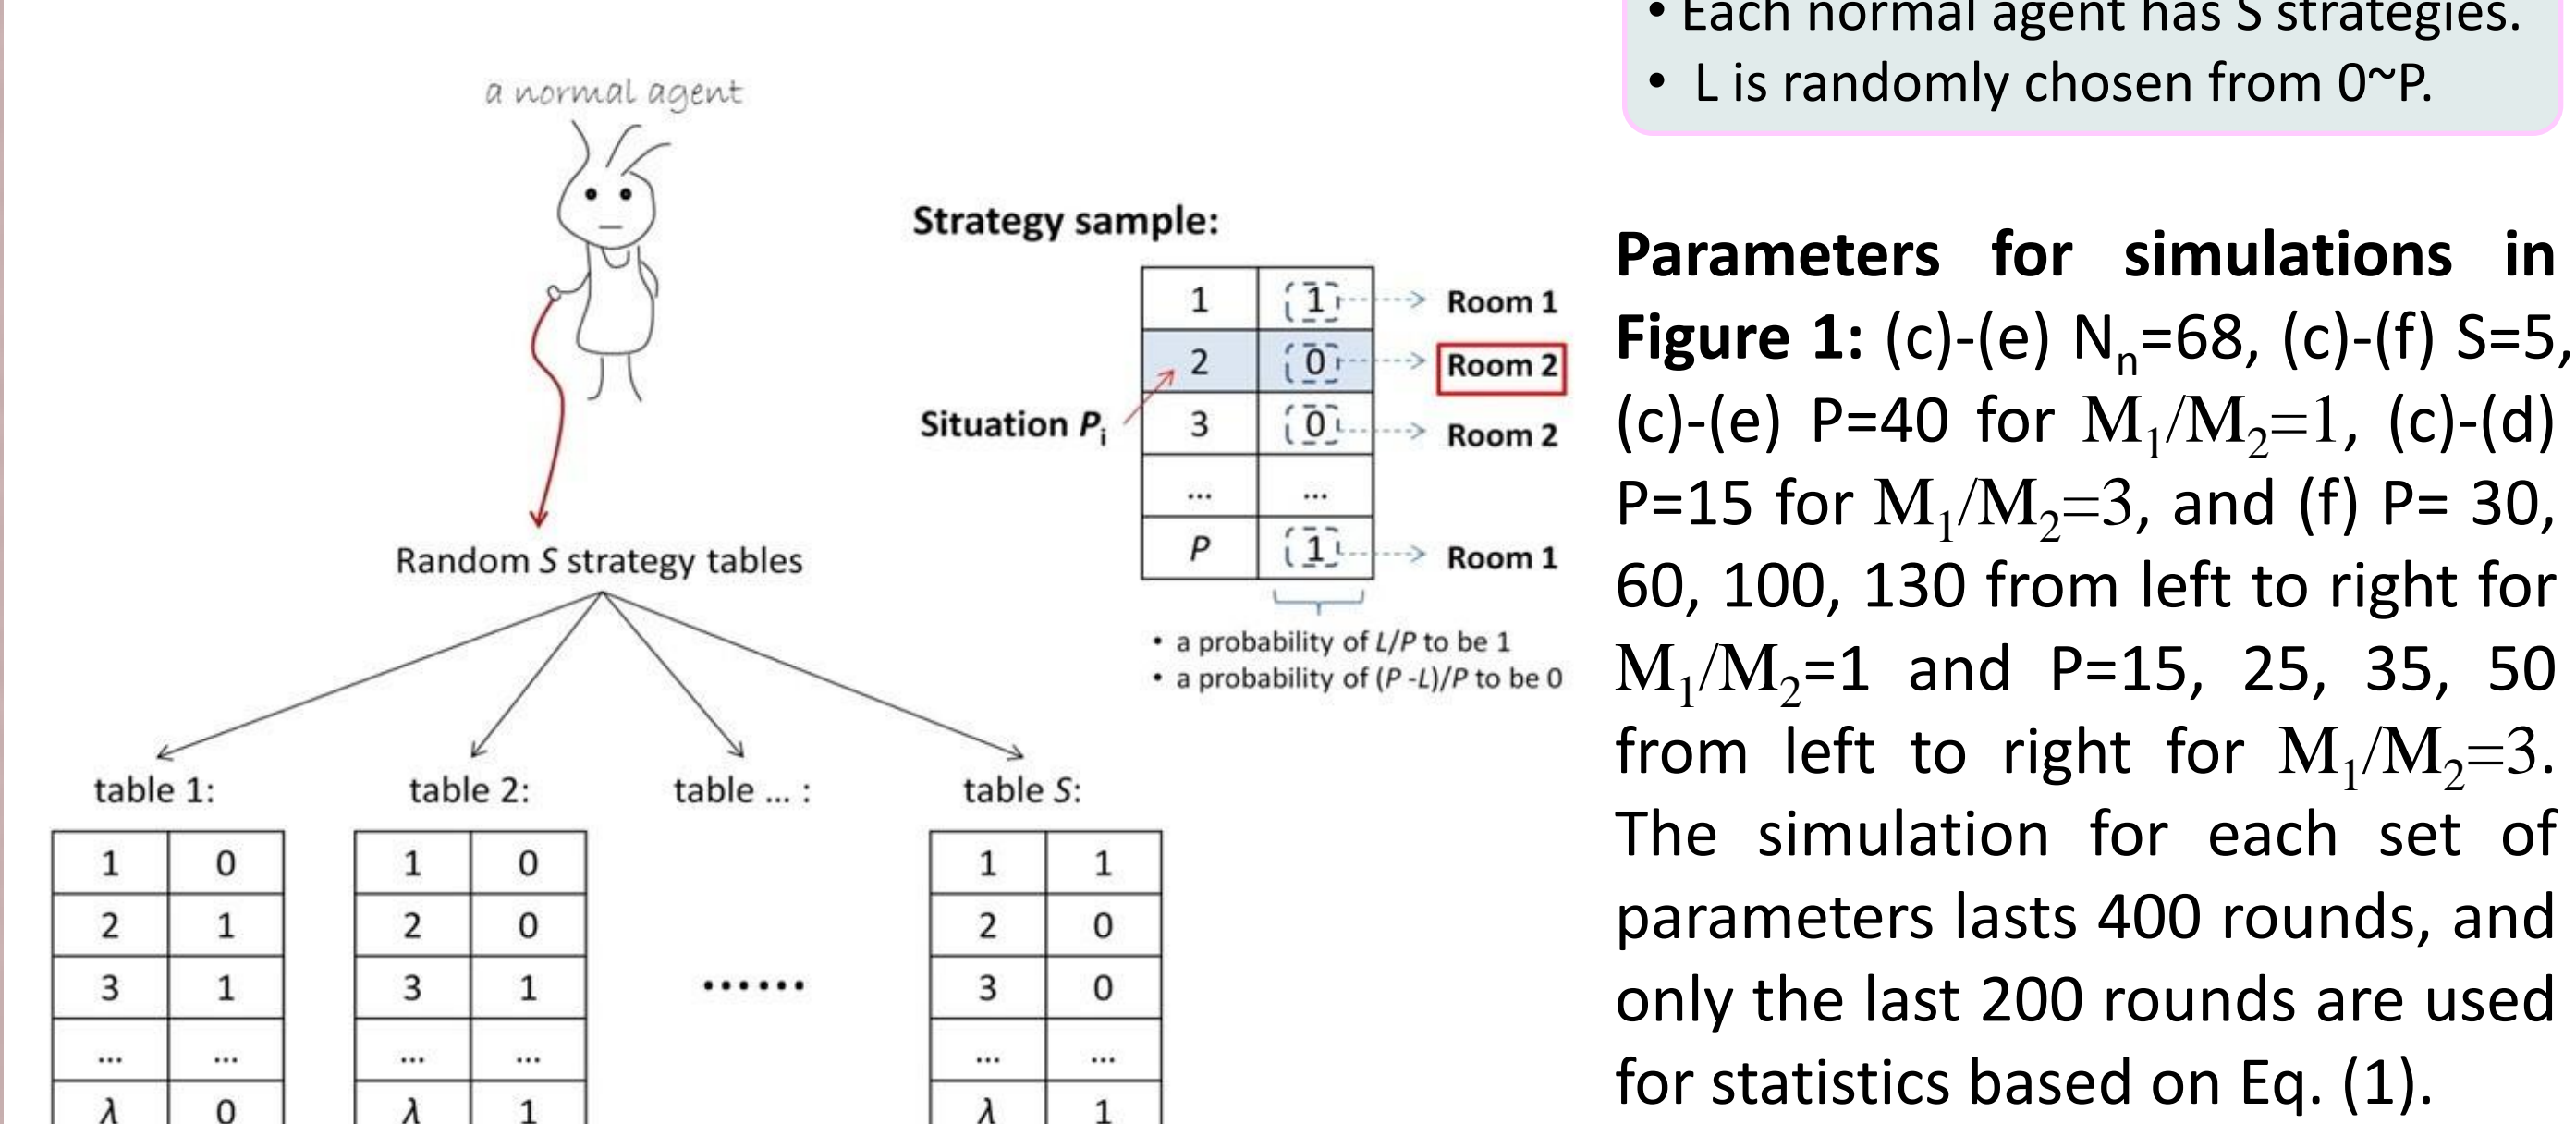 a normal agent
Strategy sample:
1 1 Room 1
2 0 Room 2
Situation Pi
3 0 Room 2
... ...
P 1 Room 1
• a probability of L/P to be 1
• a probability of (P -L)/P to be 0
Random S strategy tables
table 1: table 2: table ... : table S:
1 0 1 0 1 1
2 1 2 0 2 0
3 1 3 1 ...... 3 0
... ... ... ... ... ...
λ 0 λ 1 λ 1
• Each normal agent has S strategies.
• L is randomly chosen from 0~P.
Parameters for simulations in
Figure 1: (c)-(e) Nn=68, (c)-(f) S=5,
(c)-(e) P=40 for M1/M2=1, (c)-(d)
P=15 for M1/M2=3, and (f) P= 30,
60, 100, 130 from left to right for
M1/M2=1 and P=15, 25, 35, 50
from left to right for M1/M2=3.
The simulation for each set of
parameters lasts 400 rounds, and
only the last 200 rounds are used
for statistics based on Eq. (1).